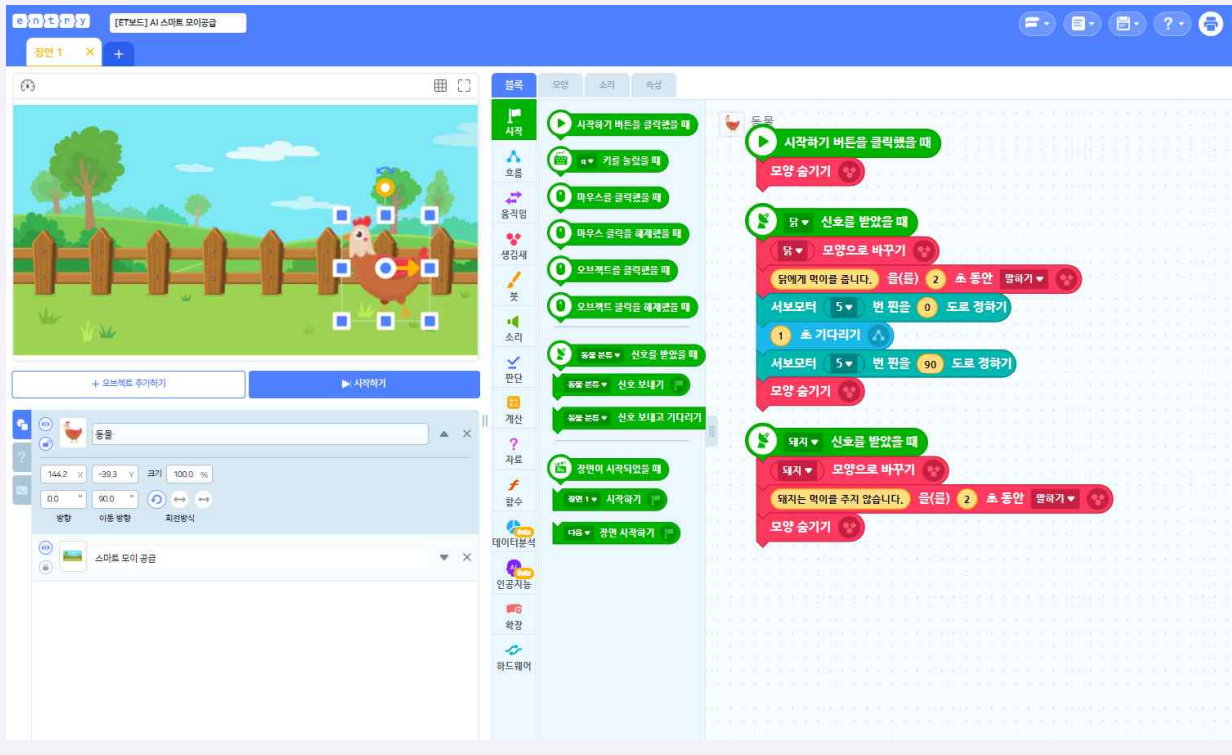 entry [ET보드] AI 스마트 모이공급
장면 1 × +
+ 오브젝트 추가하기
시작하기
동물
144.2 X -39.3 Y 크기 100.0 %
0.0 ° 90.0 °
방향 이동 방향 회전방식
스마트 모이 공급
블록 모양 소리 속성
시작
흐름
움직임
생김새
붓
소리
판단
계산
자료
함수
데이터분석 Beta
인공지능 Beta
확장
하드웨어
시작하기 버튼을 클릭했을 때
q 키를 눌렀을 때
마우스를 클릭했을 때
마우스 클릭을 해제했을 때
오브젝트를 클릭했을 때
오브젝트 클릭을 해제했을 때
동물 분류 신호를 받았을 때
동물 분류 신호 보내기
동물 분류 신호 보내고 기다리기
장면이 시작되었을 때
장면 1 시작하기
다음 장면 시작하기
동물
시작하기 버튼을 클릭했을 때
모양 숨기기
닭 신호를 받았을 때
닭 모양으로 바꾸기
닭에게 먹이를 줍니다. 을(를) 2 초 동안 말하기
서보모터 5 번 핀을 0 도로 정하기
1 초 기다리기
서보모터 5 번 핀을 90 도로 정하기
모양 숨기기
돼지 신호를 받았을 때
돼지 모양으로 바꾸기
돼지는 먹이를 주지 않습니다. 을(를) 2 초 동안 말하기
모양 숨기기